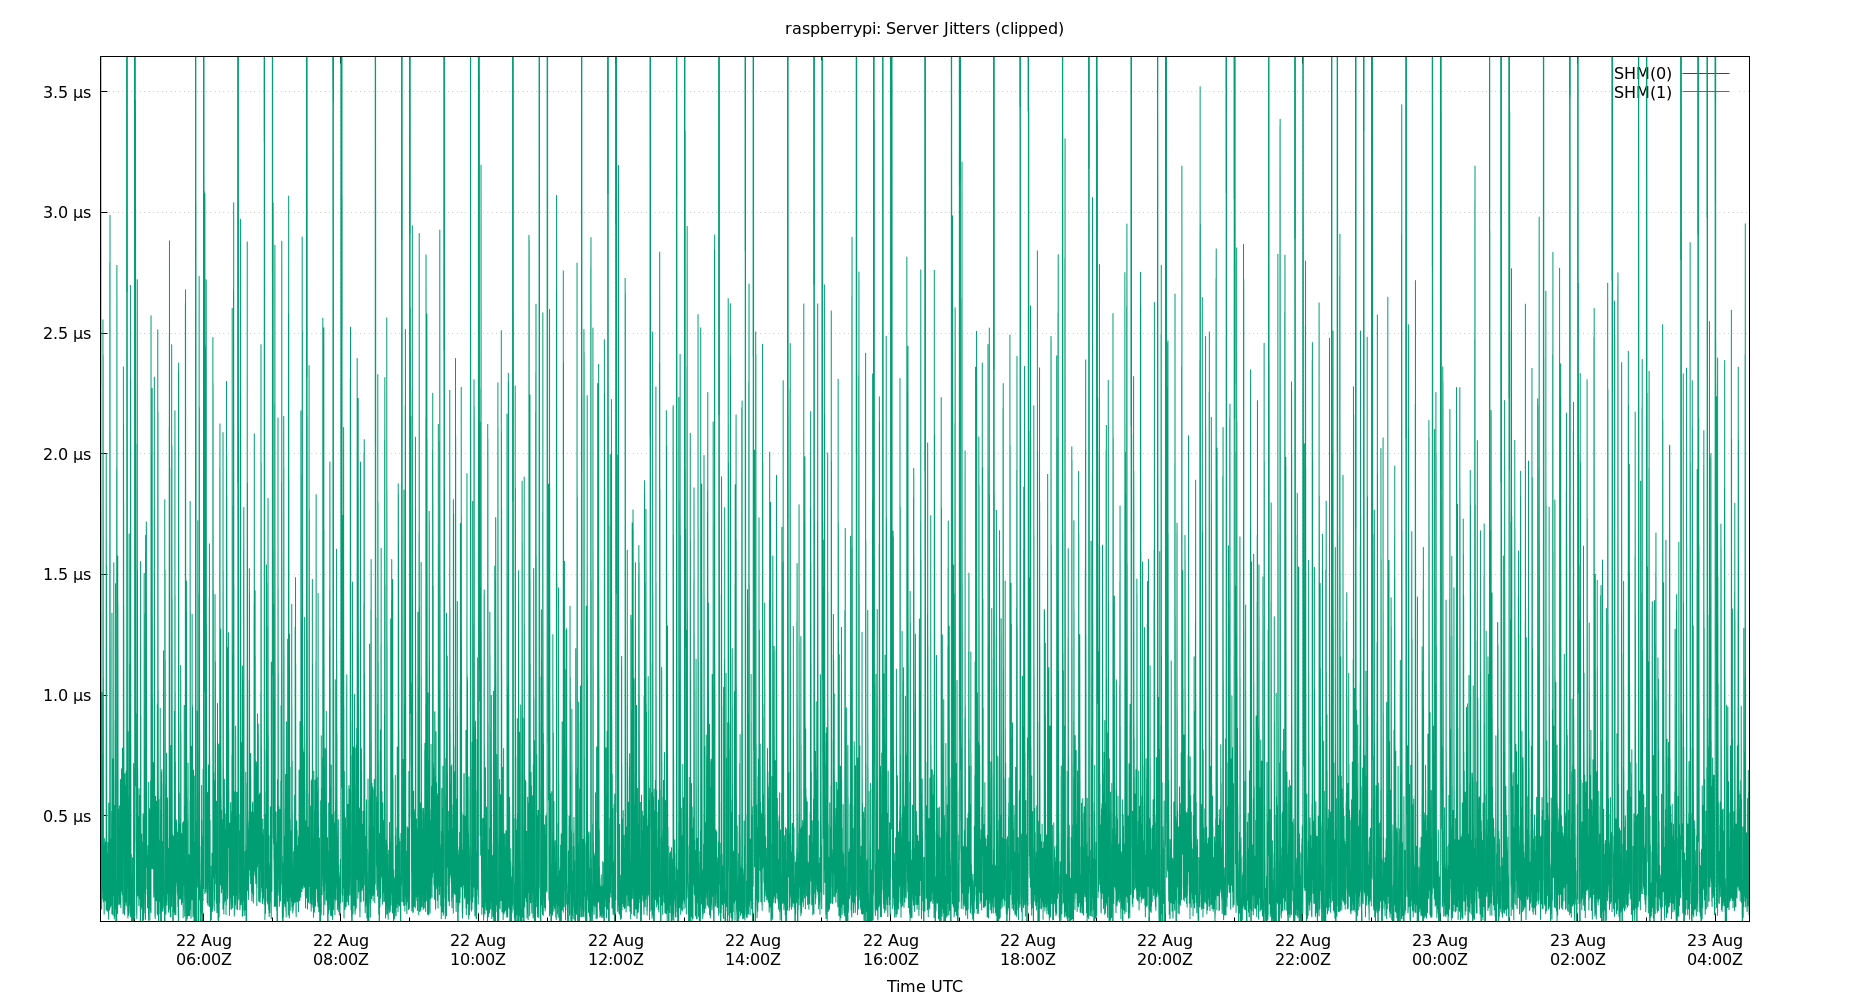 raspberrypi: Server Jitters (clipped)
SHM(0)
SHM(1)
3.5 µs
3.0 µs
2.5 µs
2.0 µs
1.5 µs
1.0 µs
0.5 µs
22 Aug 22 Aug 22 Aug 22 Aug 22 Aug 22 Aug 22 Aug 22 Aug 22 Aug 23 Aug 23 Aug 23 Aug
06:00Z 08:00Z 10:00Z 12:00Z 14:00Z 16:00Z 18:00Z 20:00Z 22:00Z 00:00Z 02:00Z 04:00Z
Time UTC